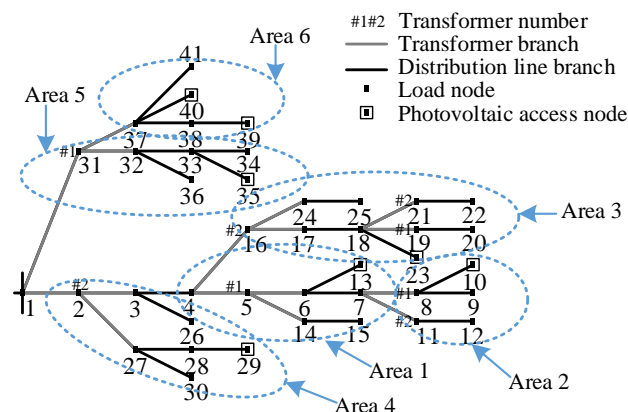 #1#2 Transformer number
Transformer branch
Distribution line branch
Load node
Photovoltaic access node
41
Area 6
40
Area 5
37 38 39
#1
31 32 33 34
36 35
#2 #2
24 25 21 22
#1
16 17 18 19 20
Area 3
23
13 10
#2 #1 #1
1 2 3 4 5 6 7 8 9
#2
26 14 15 11 12
27 28 29
30
Area 1
Area 2
Area 4